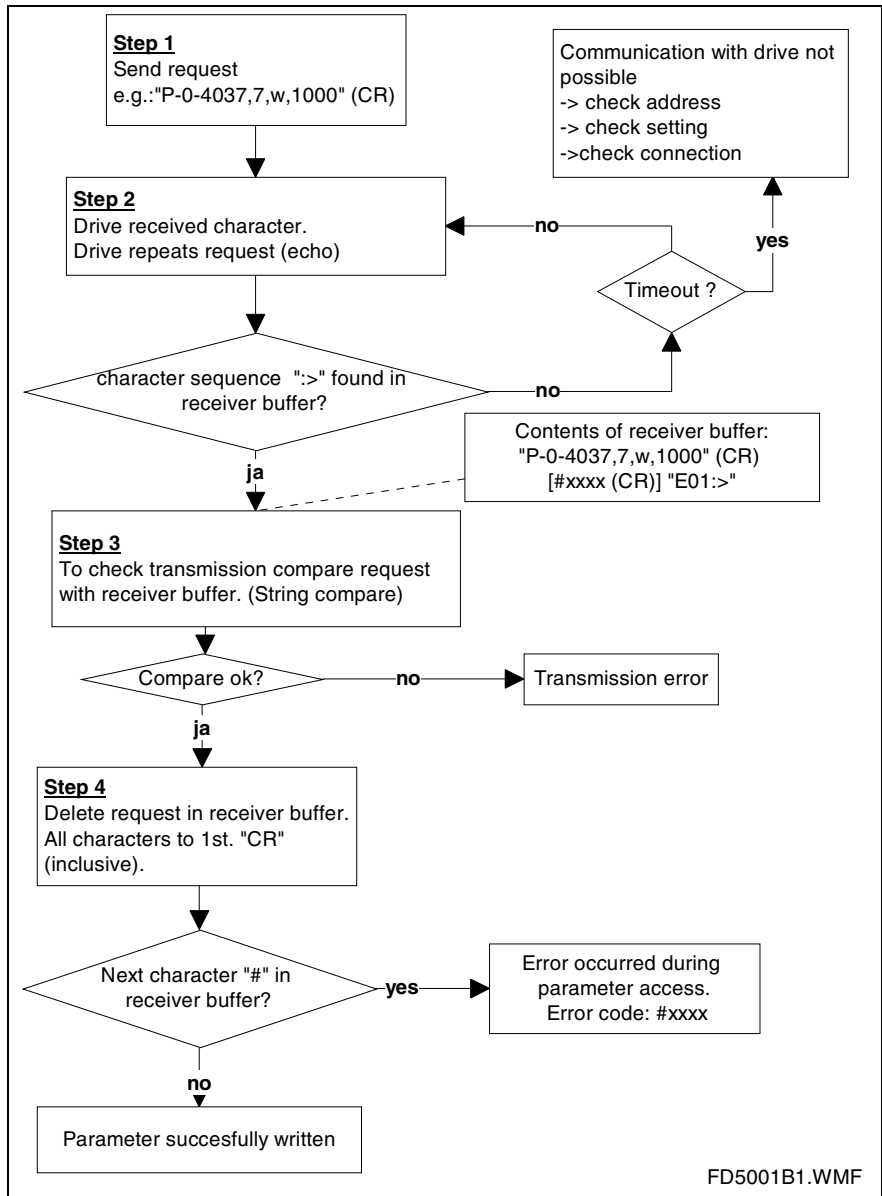 Step 1
Send request
e.g.:"P-0-4037,7,w,1000" (CR)
Communication with drive not
possible
-> check address
-> check setting
->check connection
Step 2
Drive received character.
Drive repeats request (echo)
no
yes
Timeout ?
character sequence ":>" found in
receiver buffer?
no
Contents of receiver buffer:
"P-0-4037,7,w,1000" (CR)
[#xxxx (CR)] "E01:>"
ja
Step 3
To check transmission compare request
with receiver buffer. (String compare)
Compare ok?
no
Transmission error
ja
Step 4
Delete request in receiver buffer.
All characters to 1st. "CR"
(inclusive).
Next character "#" in
receiver buffer?
yes
Error occurred during
parameter access.
Error code: #xxxx
no
Parameter succesfully written
FD5001B1.WMF